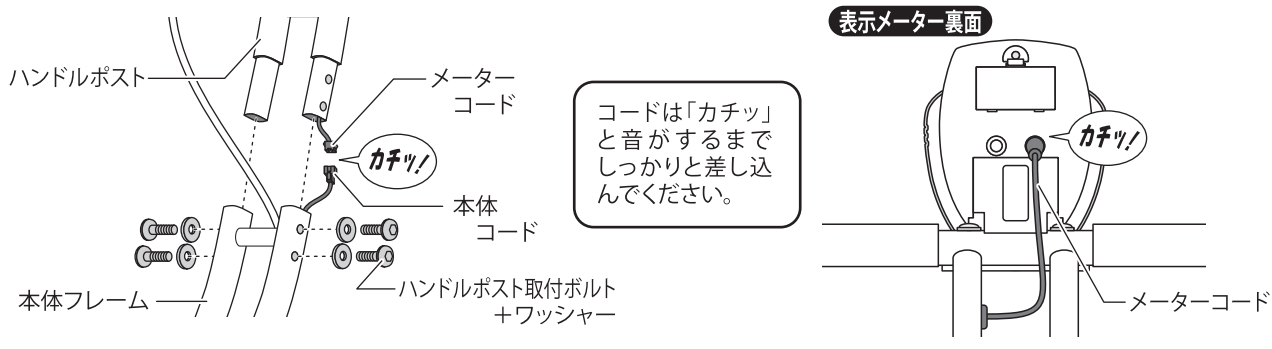 ハンドルポスト
メーター
コード
カチッ!
本体
コード
本体フレーム
ハンドルポスト取付ボルト
+ワッシャー
コードは「カチッ」
と音がするまで
しっかりと差し込
んでください。
表示メーター裏面
カチッ!
メーターコード